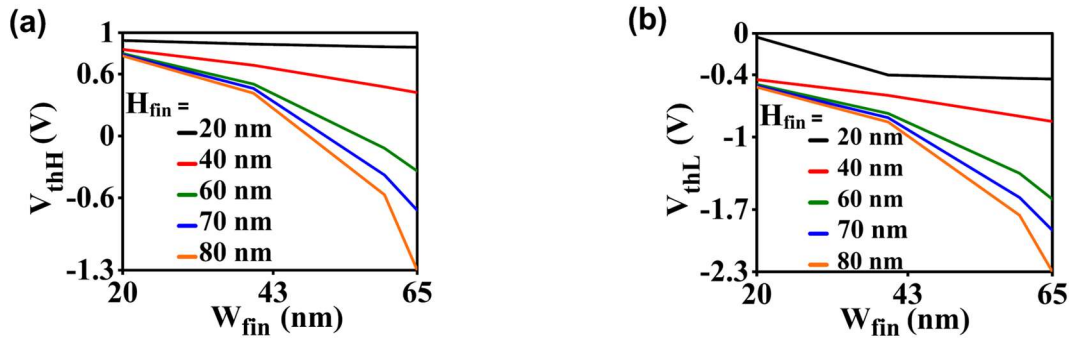 (a)
1
0.6
0
-0.6
-1.3
V_thH (V)
H_fin =
20 nm
40 nm
60 nm
70 nm
80 nm
20
43
65
W_fin (nm)
(b)
-0
-0.4
-1
-1.7
-2.3
V_thL (V)
H_fin =
20 nm
40 nm
60 nm
70 nm
80 nm
20
43
65
W_fin (nm)